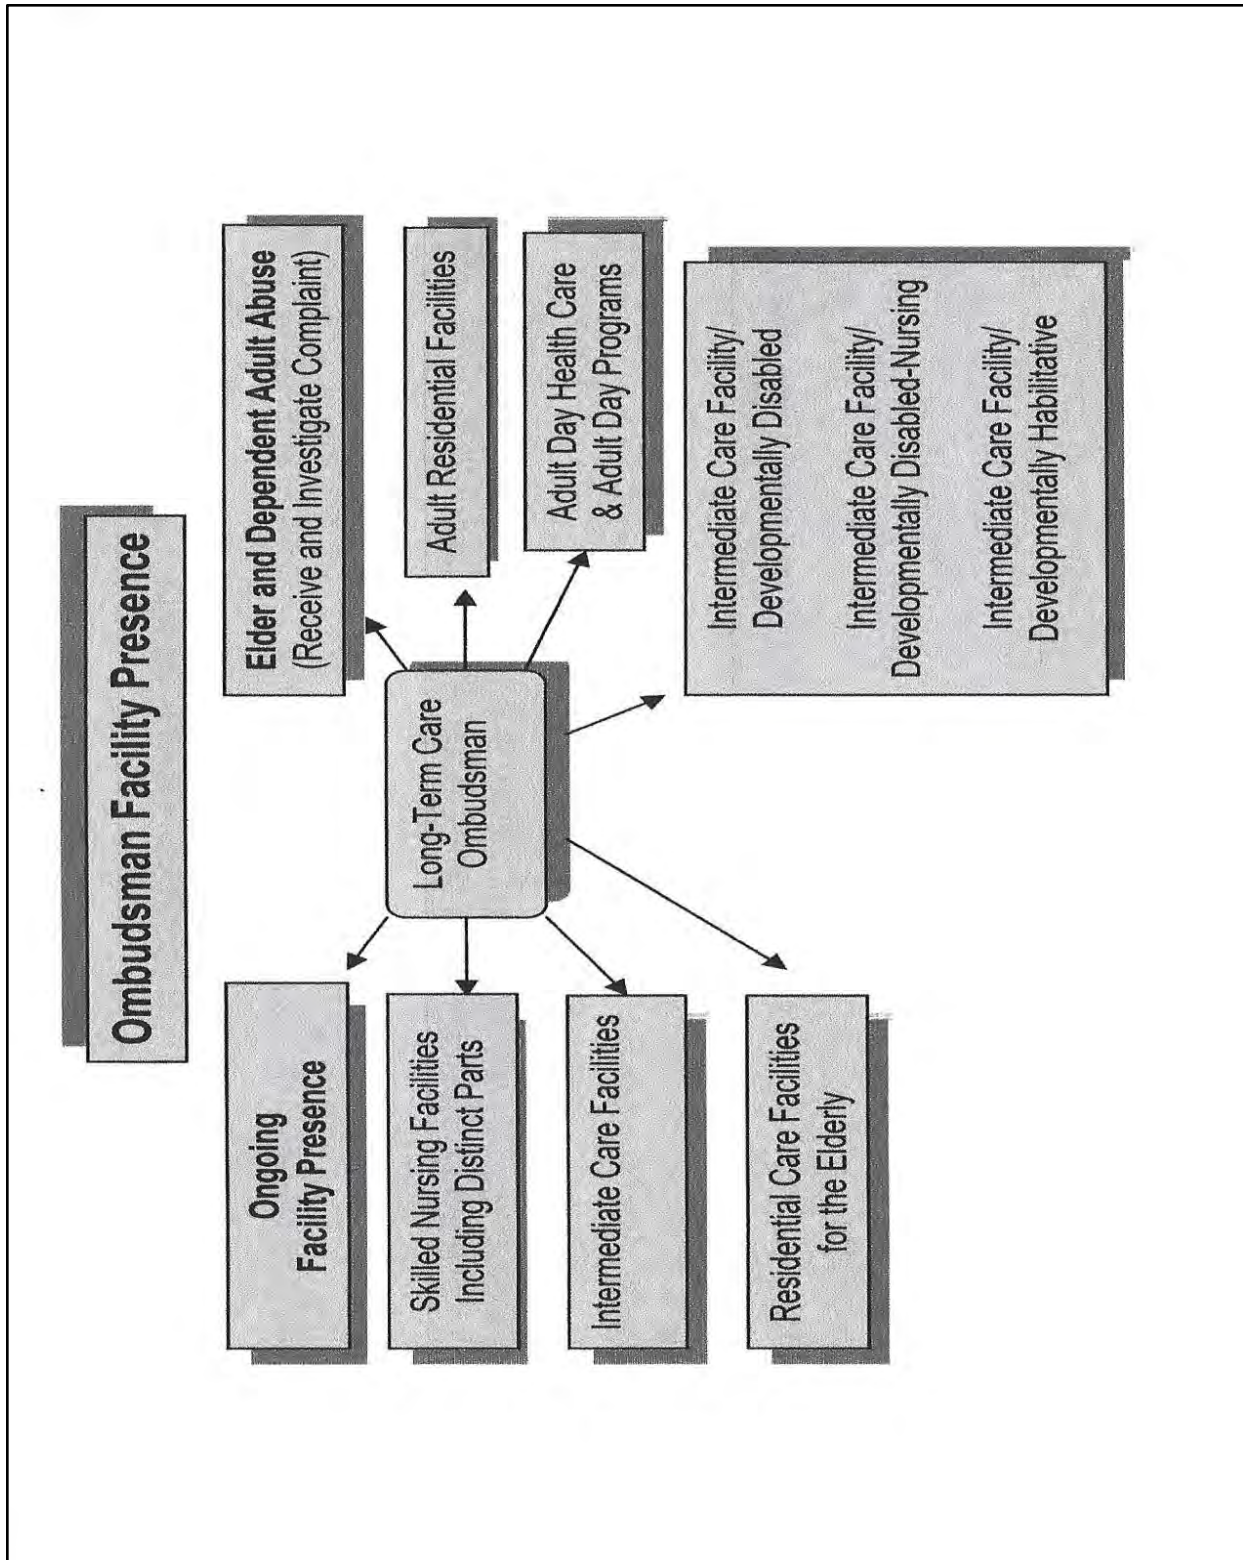 Ombudsman Facility Presence
Ongoing
Facility Presence
Skilled Nursing Facilities
Including Distinct Parts
Intermediate Care Facilities
Residential Care Facilities
for the Elderly
Long-Term Care
Ombudsman
Elder and Dependent Adult Abuse
(Receive and Investigate Complaint)
Adult Residential Facilities
Adult Day Health Care
& Adult Day Programs
Intermediate Care Facility/
Developmentally Disabled
Intermediate Care Facility/
Developmentally Disabled-Nursing
Intermediate Care Facility/
Developmentally Habilitative